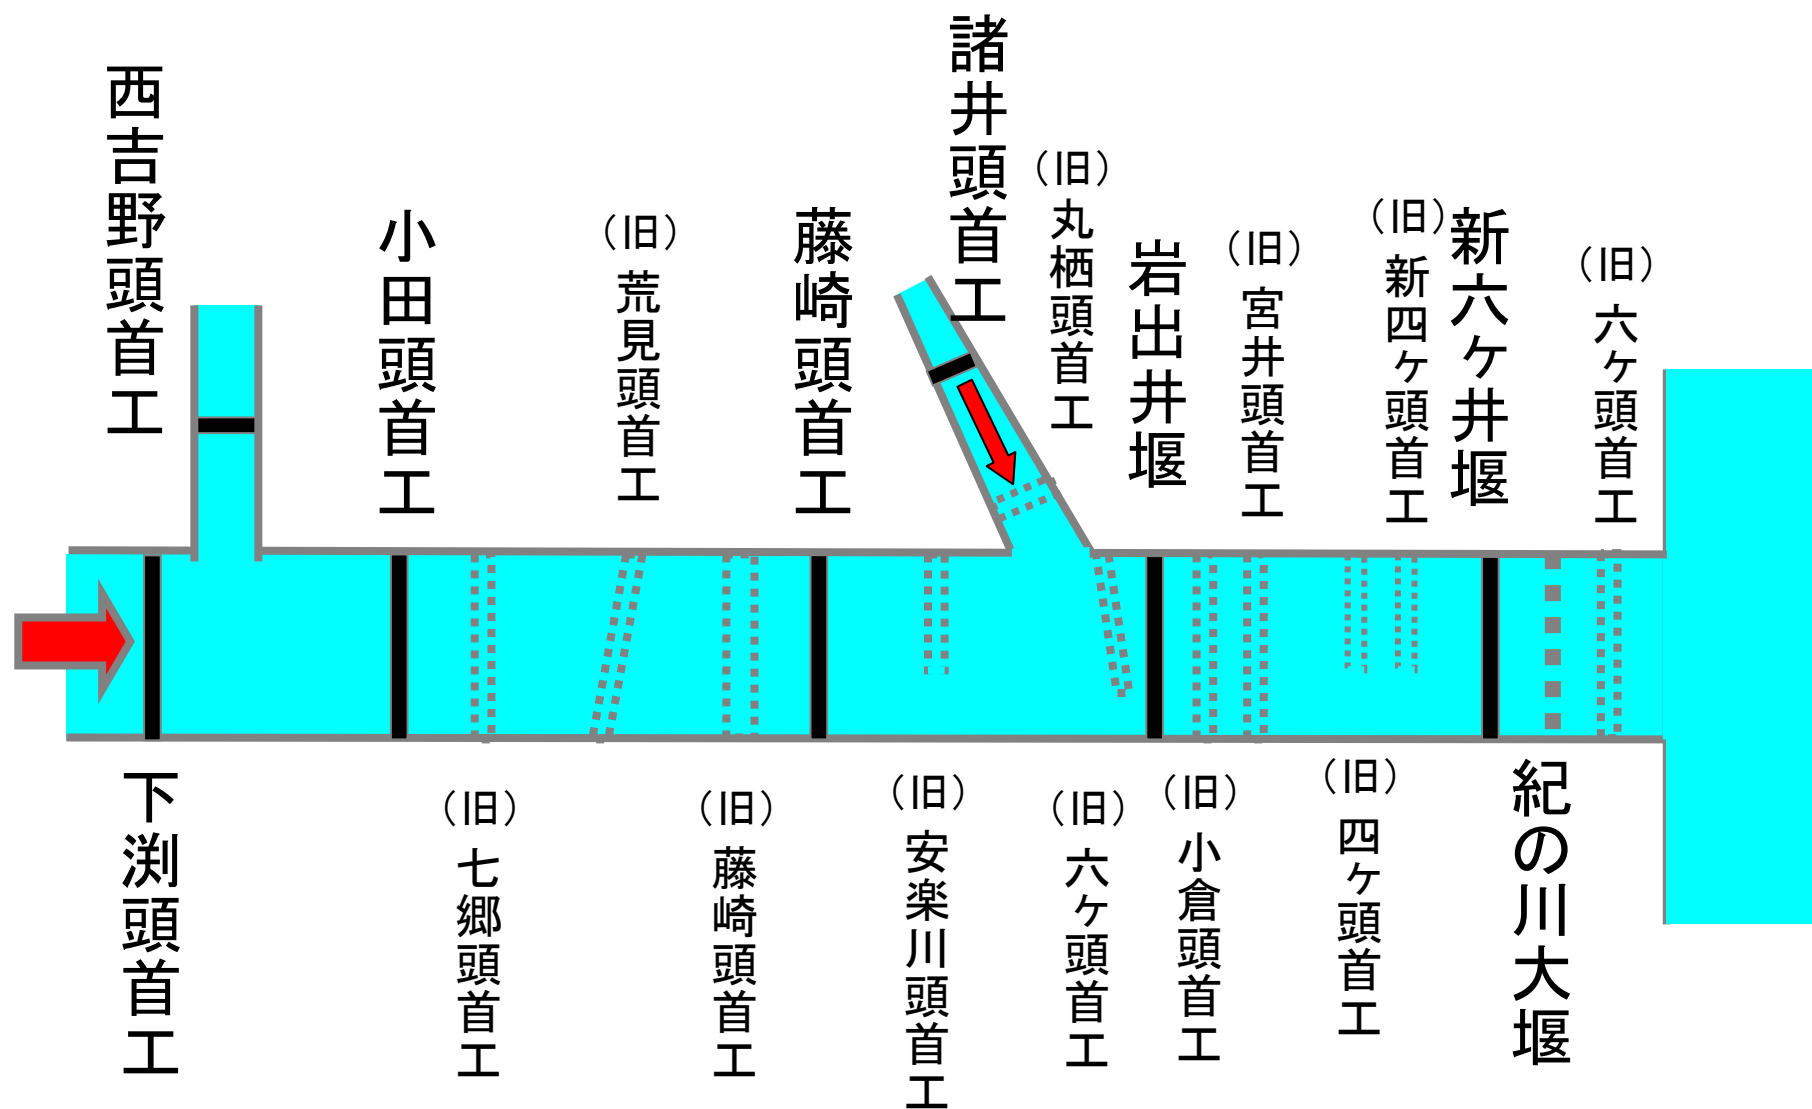 西吉野頭首工
小田頭首工
（旧）荒見頭首工
藤崎頭首工
諸井頭首工
（旧）丸栖頭首工
岩出井堰
（旧）宮井頭首工
（旧）新四ヶ頭首工
新六ケ井堰
（旧）六ヶ頭首工
下渕頭首工
（旧）七郷頭首工
（旧）藤崎頭首工
（旧）安楽川頭首工
（旧）六ヶ頭首工
（旧）小倉頭首工
（旧）四ヶ頭首工
紀の川大堰